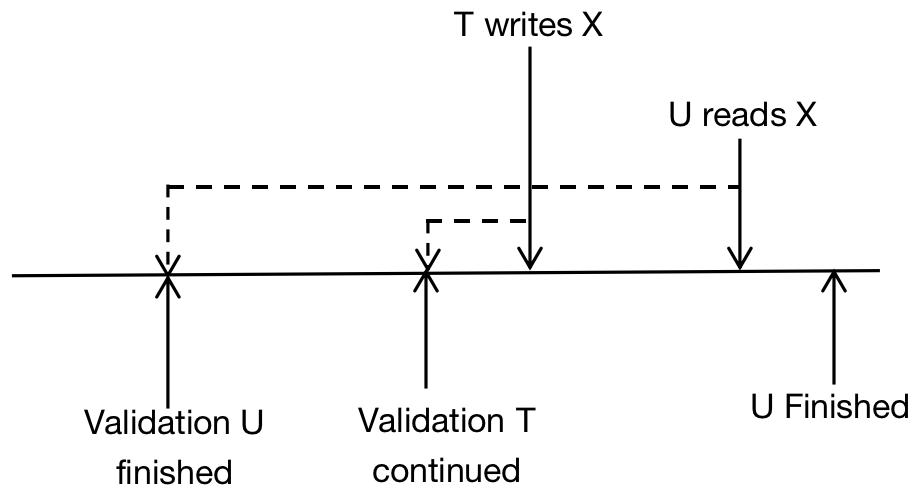 T writes X
U reads X
Validation U
finished
Validation T
continued
U Finished